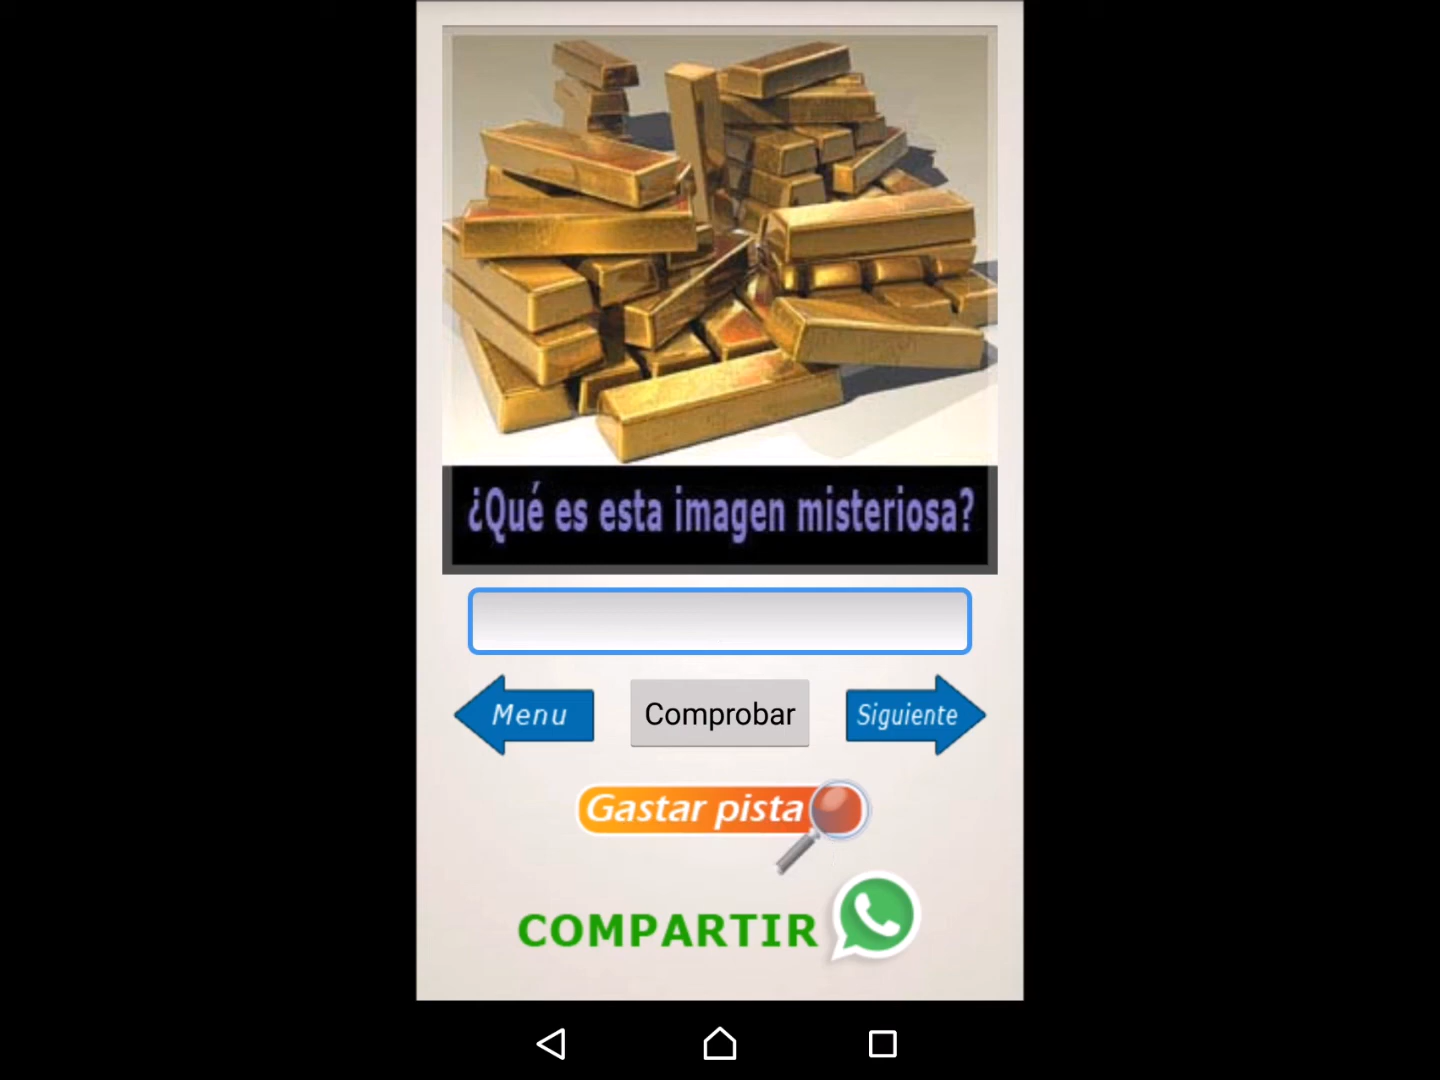 ¿Qué es esta imagen misteriosa?
Menu
Comprobar
Siguiente
Gastar pista
COMPARTIR